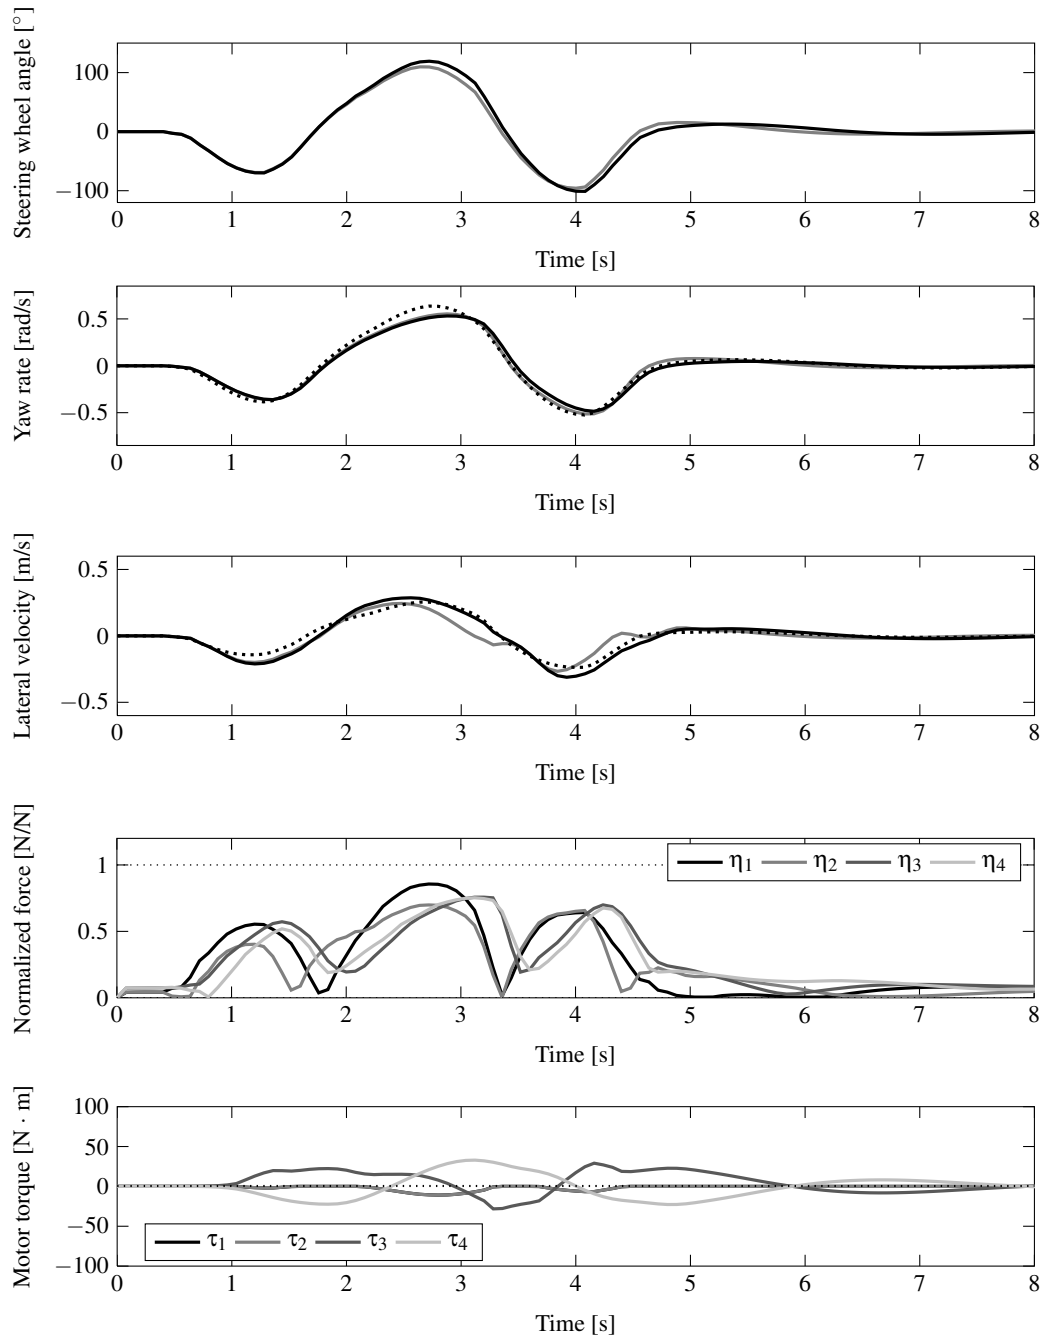 Steering wheel angle [°]
100
0
−100
0 1 2 3 4 5 6 7 8
Time [s]
Yaw rate [rad/s]
0.5
0
−0.5
0 1 2 3 4 5 6 7 8
Time [s]
Lateral velocity [m/s]
0.5
0
−0.5
0 1 2 3 4 5 6 7 8
Time [s]
Normalized force [N/N]
1
0.5
0
η1 η2 η3 η4
0 1 2 3 4 5 6 7 8
Time [s]
Motor torque [N · m]
100
50
0
−50
−100
τ1 τ2 τ3 τ4
0 1 2 3 4 5 6 7 8
Time [s]